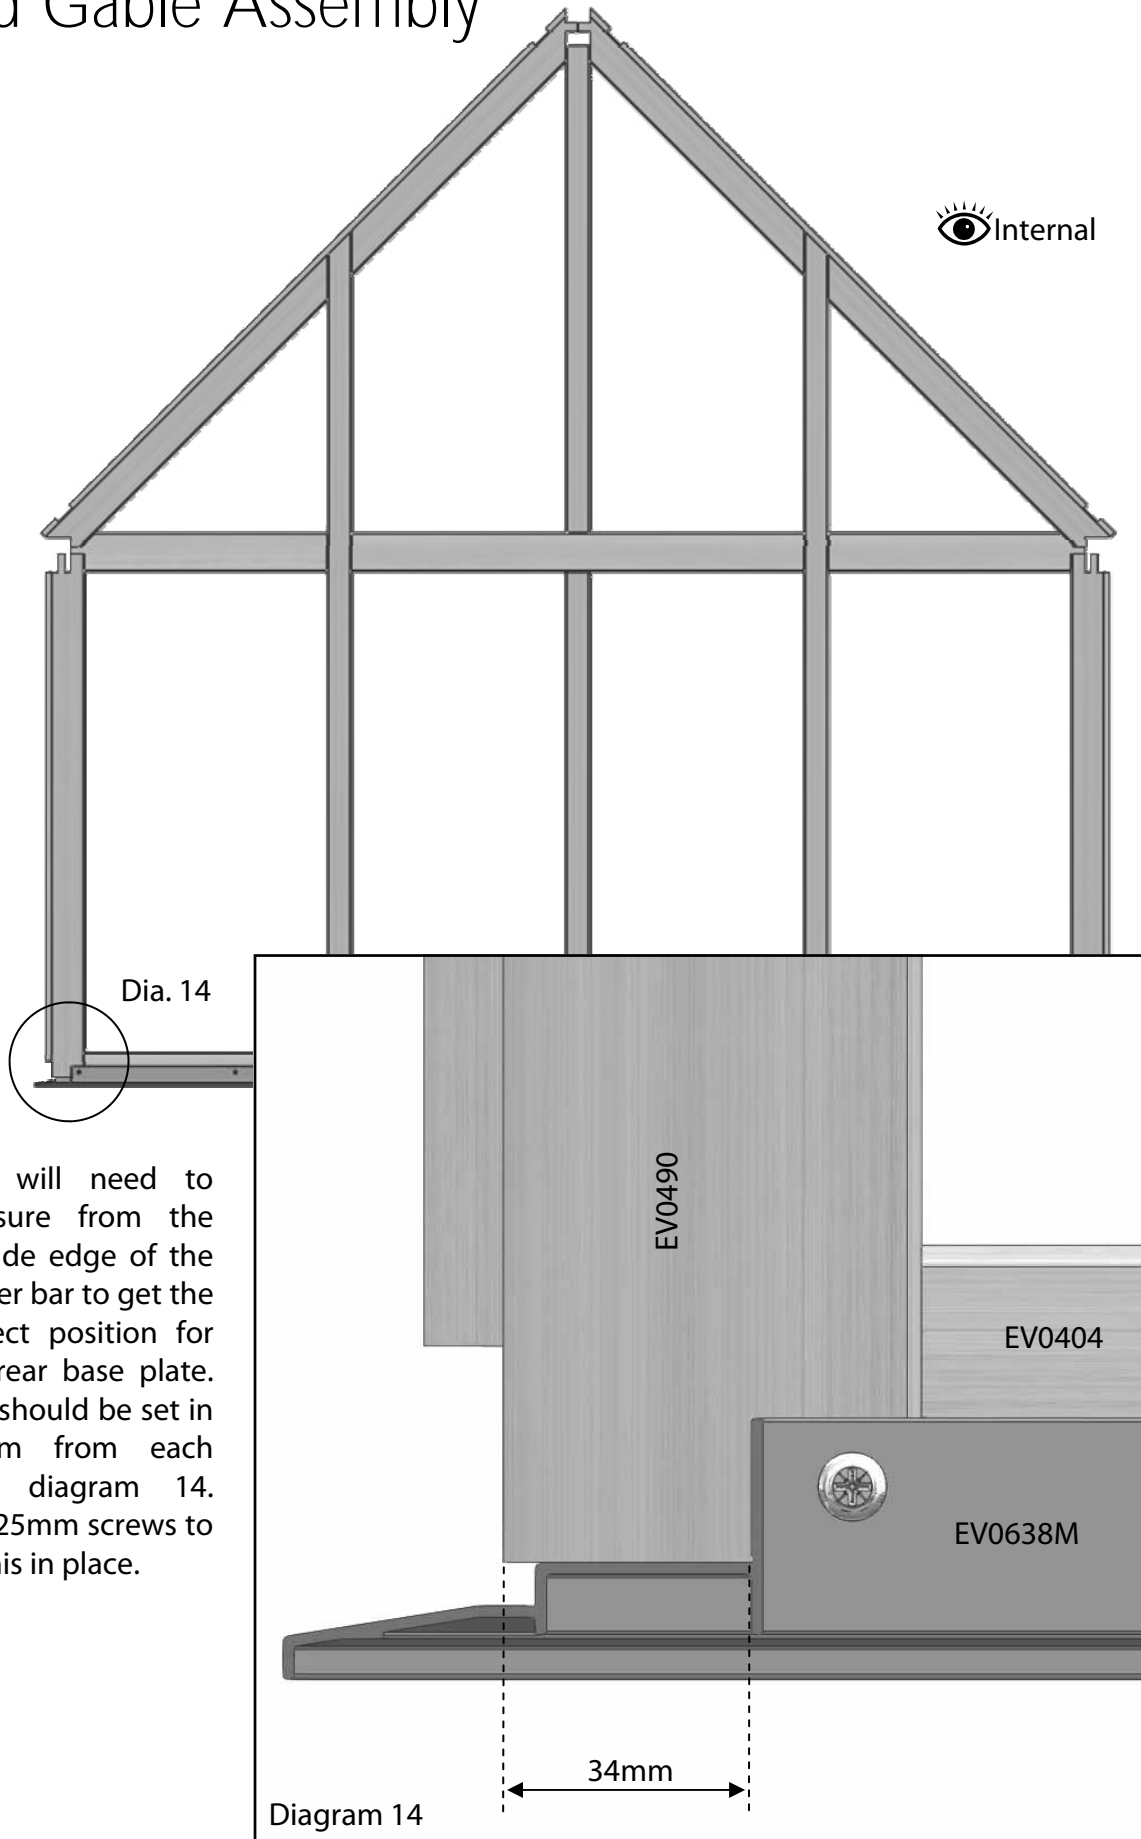 d Gable Assembly
Internal
Dia. 14
will need to
sure from the
ide edge of the
er bar to get the
ect position for
rear base plate.
should be set in
m from each
diagram 14.
25mm screws to
his in place.
EV0490
EV0404
EV0638M
34mm
Diagram 14